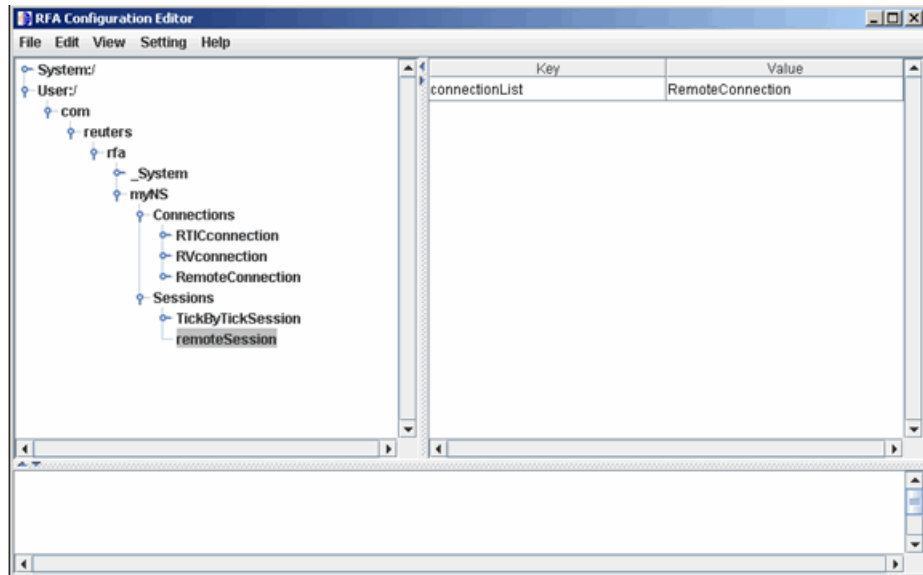 RFA Configuration Editor
File Edit View Setting Help
System:/
User:/
com
reuters
rfa
_System
myNS
Connections
RTICconnection
RVconnection
RemoteConnection
Sessions
TickByTickSession
remoteSession
Key Value
connectionList RemoteConnection